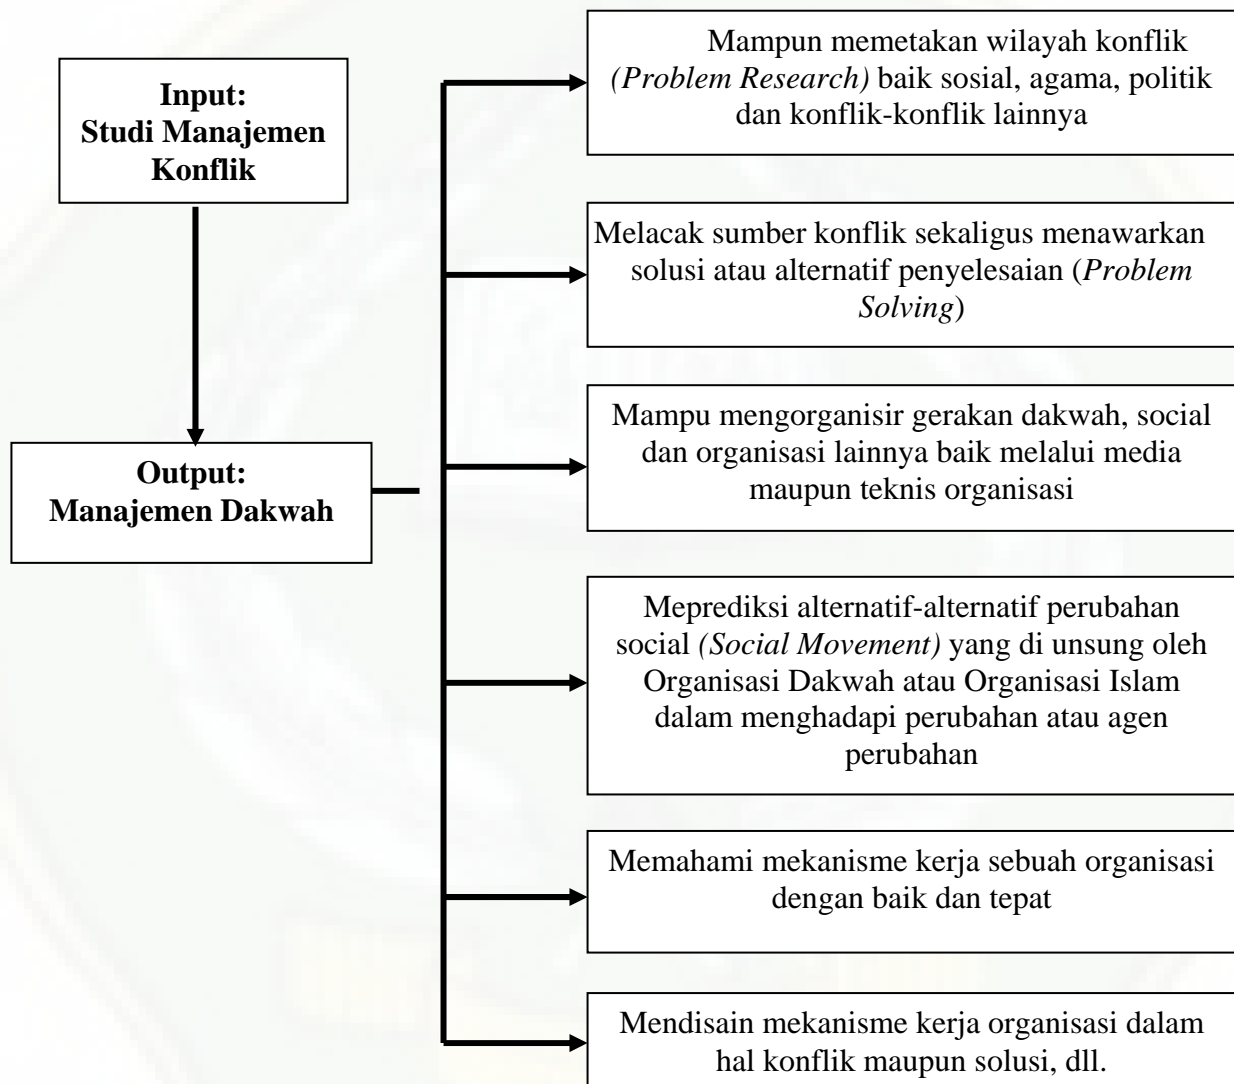 Input:
Studi Manajemen
Konflik
Output:
Manajemen Dakwah
Mampun memetakan wilayah konflik
(Problem Research) baik sosial, agama, politik
dan konflik-konflik lainnya
Melacak sumber konflik sekaligus menawarkan
solusi atau alternatif penyelesaian (Problem
Solving)
Mampu mengorganisir gerakan dakwah, social
dan organisasi lainnya baik melalui media
maupun teknis organisasi
Meprediksi alternatif-alternatif perubahan
social (Social Movement) yang di unsung oleh
Organisasi Dakwah atau Organisasi Islam
dalam menghadapi perubahan atau agen
perubahan
Memahami mekanisme kerja sebuah organisasi
dengan baik dan tepat
Mendisain mekanisme kerja organisasi dalam
hal konflik maupun solusi, dll.